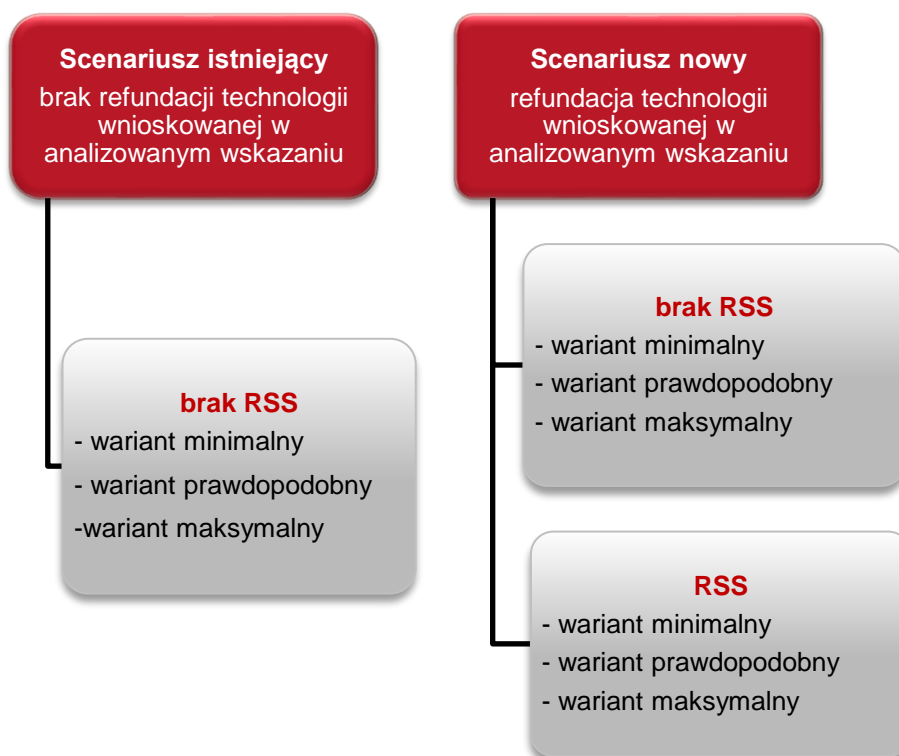 Scenariusz istniejący
brak refundacji technologii
wnioskowanej w
analizowanym wskazaniu
brak RSS
- wariant minimalny
- wariant prawdopodobny
-wariant maksymalny
Scenariusz nowy
refundacja technologii
wnioskowanej w
analizowanym wskazaniu
brak RSS
- wariant minimalny
- wariant prawdopodobny
- wariant maksymalny
RSS
- wariant minimalny
- wariant prawdopodobny
- wariant maksymalny